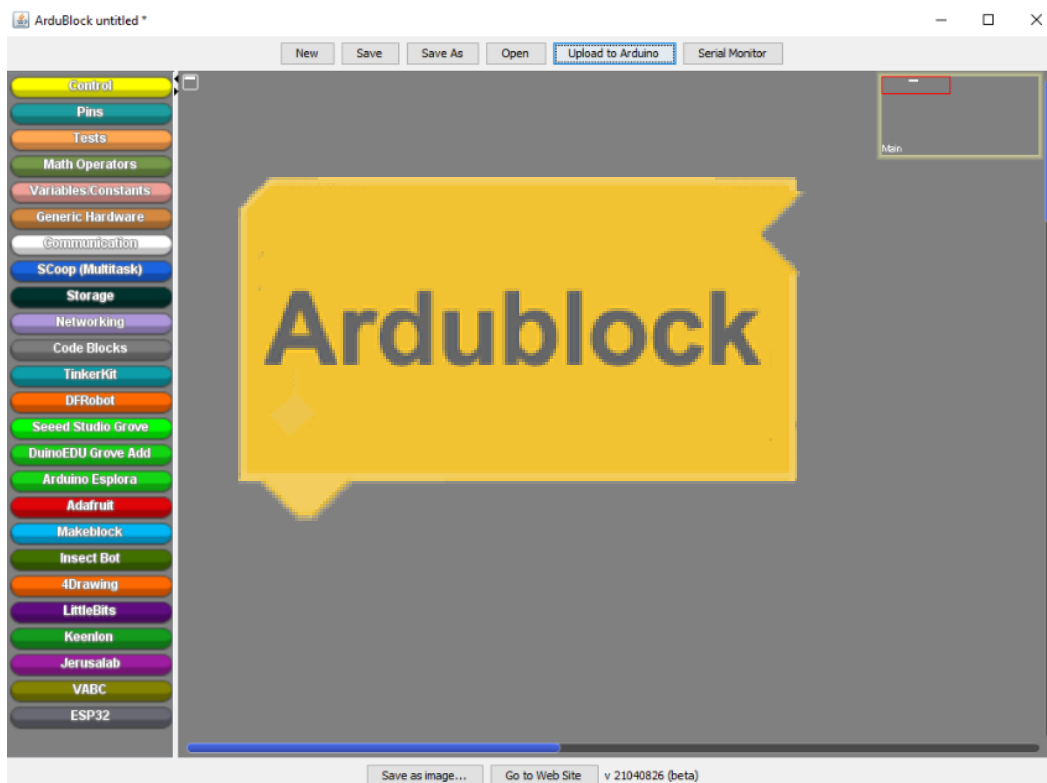 ArduBlock untitled *
New Save Save As Open Upload to Arduino Serial Monitor
Control
Pins
Tests
Math Operators
Variables/Constants
Generic Hardware
Communication
SCoop (Multitask)
Storage
Networking
Code Blocks
TinkerKit
DFRobot
Seeed Studio Grove
DuinoEDU Grove Add
Arduino Esplora
Adafruit
Makeblock
Insect Bot
4Drawing
LittleBits
Keenlon
Jerusalab
VABC
ESP32
Main
Ardublock
Save as image... Go to Web Site v 21040826 (beta)